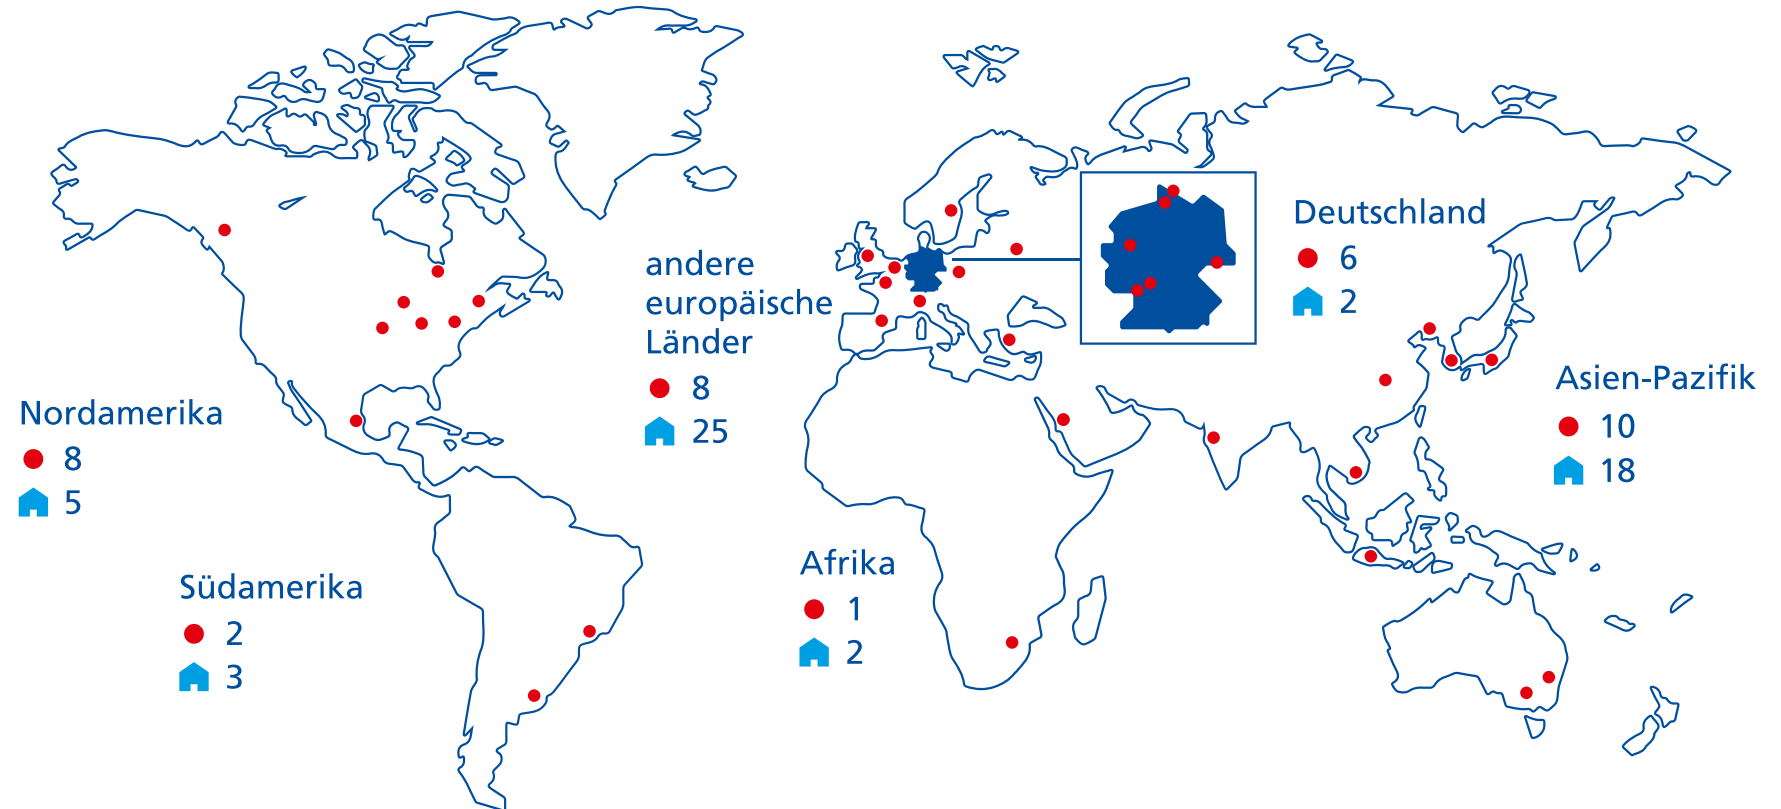 Nordamerika
8
5
Südamerika
2
3
andere
europäische
Länder
8
25
Afrika
1
2
Deutschland
6
2
Asien-Pazifik
10
18